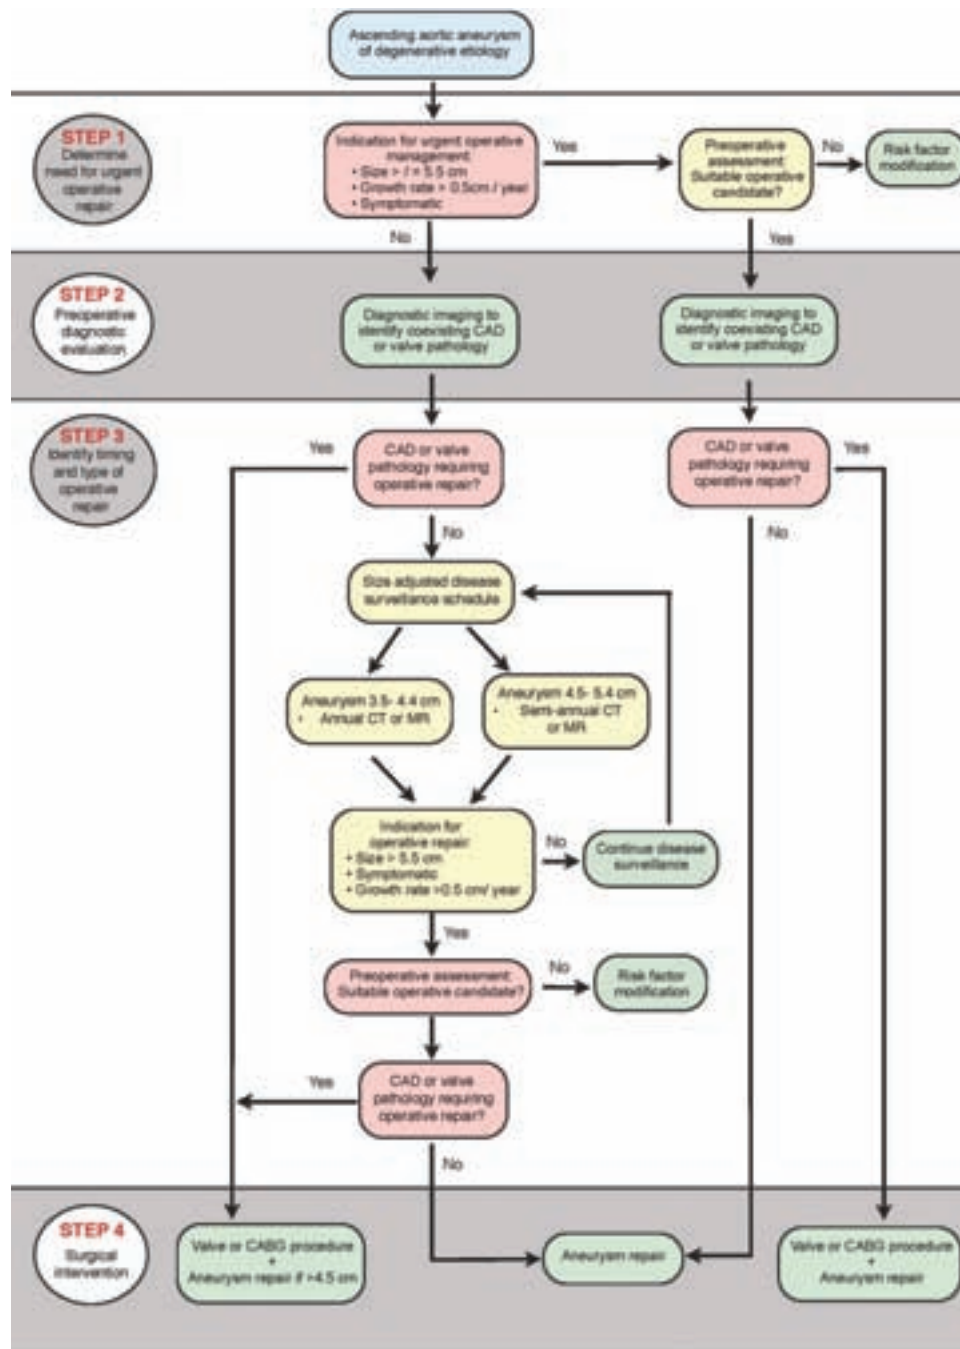 Ascending aortic aneurysm
of degenerative etiology
STEP 1
Determine
need for urgent
operative
repair
Indication for urgent operative
management:
• Size > / = 5.5 cm
• Growth rate > 0.5cm / year
• Symptomatic
Yes
Preoperative
assessment:
Suitable operative
candidate?
No
Risk factor
modification
No
Yes
STEP 2
Preoperative
diagnostic
evaluation
Diagnostic imaging to
identify coexisting CAD
or valve pathology
Diagnostic imaging to
identify coexisting CAD
or valve pathology
STEP 3
Identify timing
and type of
operative
repair
Yes
CAD or valve
pathology requiring
operative repair?
CAD or valve
pathology requiring
operative repair?
Yes
No
No
Size adjusted disease
surveillance schedule
Aneurysm 3.5- 4.4 cm
• Annual CT or MR
Aneurysm 4.5- 5.4 cm
• Semi-annual CT
or MR
Indication for
operative repair:
• Size > 5.5 cm
• Symptomatic
• Growth rate >0.5 cm/ year
No
Continue disease
surveillance
Yes
Preoperative assessment:
Suitable operative candidate?
No
Risk factor
modification
Yes
CAD or valve
pathology requiring
operative repair?
No
STEP 4
Surgical
intervention
Valve or CABG procedure
+
Aneurysm repair if >4.5 cm
Aneurysm repair
Valve or CABG procedure
+
Aneurysm repair